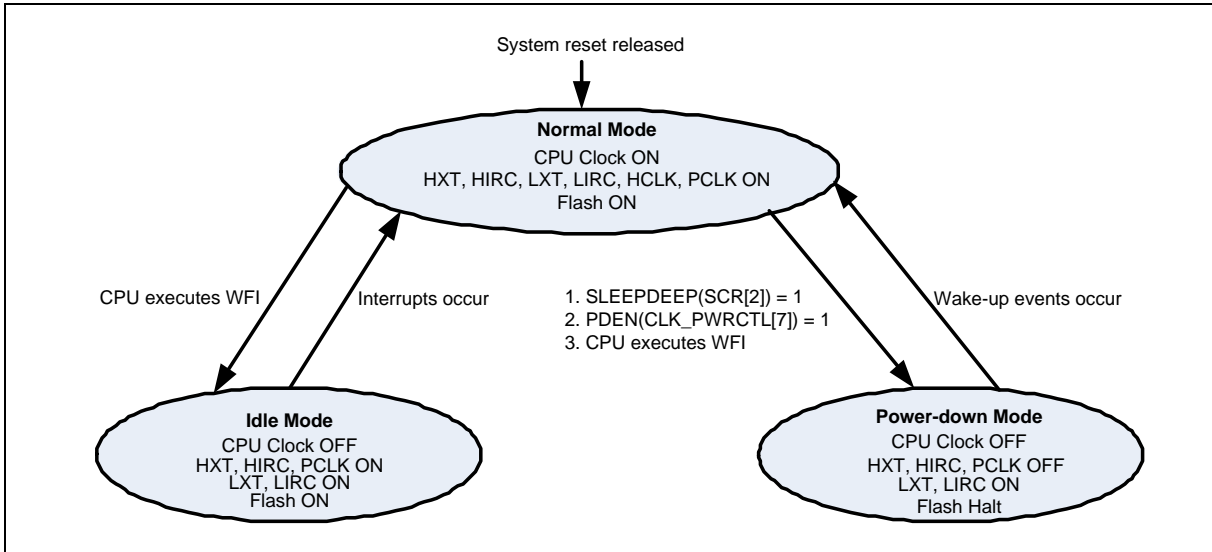 System reset released
Normal Mode
CPU Clock ON
HXT, HIRC, LXT, LIRC, HCLK, PCLK ON
Flash ON
CPU executes WFI
Interrupts occur
1. SLEEPDEEP(SCR[2]) = 1
2. PDEN(CLK_PWRCTL[7]) = 1
3. CPU executes WFI
Wake-up events occur
Idle Mode
CPU Clock OFF
HXT, HIRC, PCLK ON
LXT, LIRC ON
Flash ON
Power-down Mode
CPU Clock OFF
HXT, HIRC, PCLK OFF
LXT, LIRC ON
Flash Halt